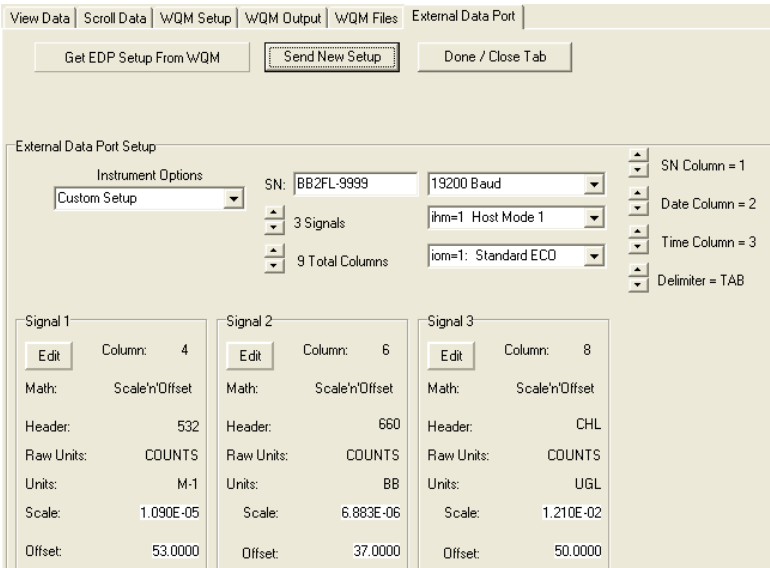 View Data Scroll Data WQM Setup WQM Output WQM Files External Data Port
Get EDP Setup From WQM Send New Setup Done / Close Tab
External Data Port Setup
Instrument Options
Custom Setup
SN: BB2FL-9999
3 Signals
9 Total Columns
19200 Baud
ihm=1 Host Mode 1
iom=1: Standard ECO
SN Column = 1
Date Column = 2
Time Column = 3
Delimiter = TAB
Signal 1
Edit Column: 4
Math: Scale'n'Offset
Header: 532
Raw Units: COUNTS
Units: M-1
Scale: 1.090E-05
Offset: 53.0000
Signal 2
Edit Column: 6
Math: Scale'n'Offset
Header: 660
Raw Units: COUNTS
Units: BB
Scale: 6.883E-06
Offset: 37.0000
Signal 3
Edit Column: 8
Math: Scale'n'Offset
Header: CHL
Raw Units: COUNTS
Units: UGL
Scale: 1.210E-02
Offset: 50.0000